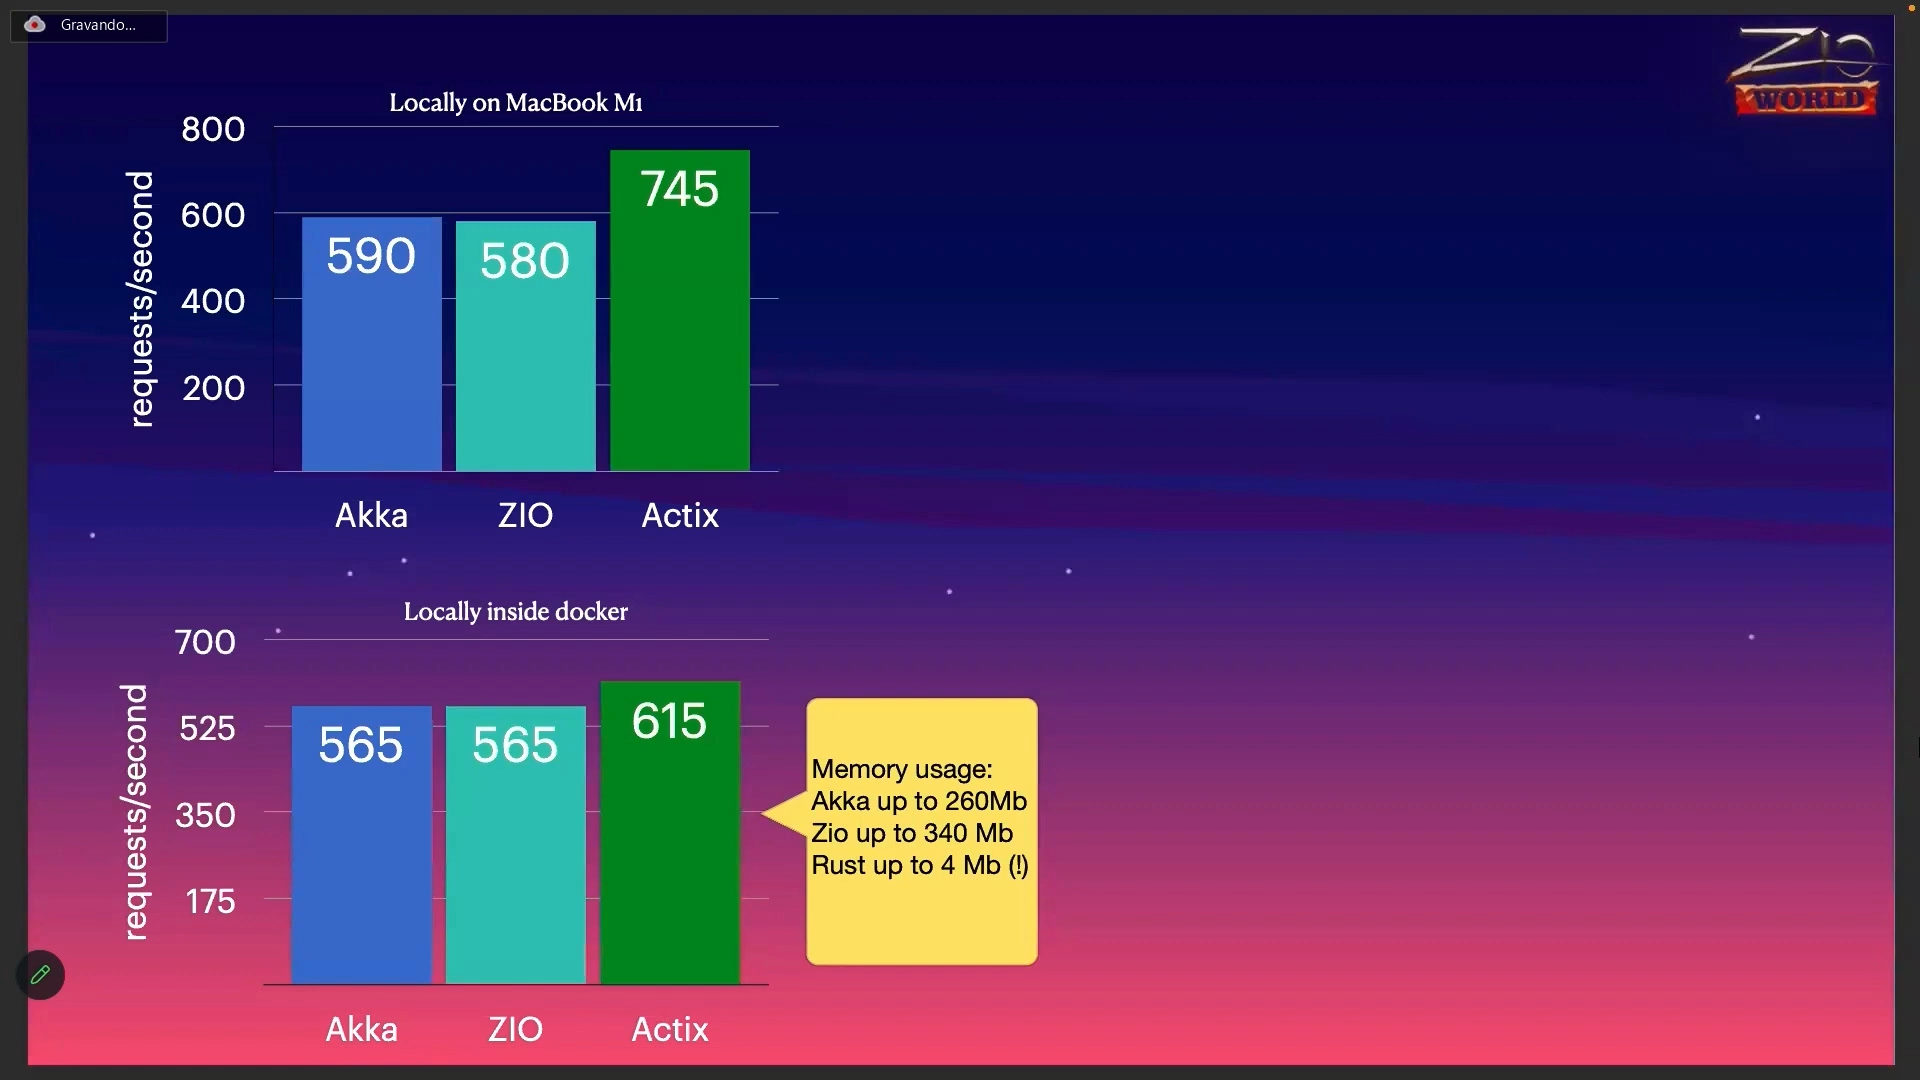 Gravando...
ZIO
WORLD
Locally on MacBook M1
requests/second
800
600
400
200
590
580
745
Akka
ZIO
Actix
Locally inside docker
requests/second
700
525
350
175
565
565
615
Akka
ZIO
Actix
Memory usage:
Akka up to 260Mb
Zio up to 340 Mb
Rust up to 4 Mb (!)